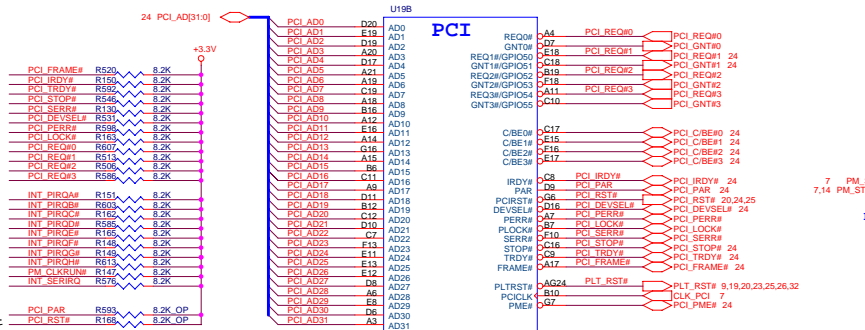 U19B
PCI
24 PCI_AD[31:0]
+3.3V
PCI_FRAME# R520 8.2K
PCI_IRDY# R150 8.2K
PCI_TRDY# R592 8.2K
PCI_STOP# R546 8.2K
PCI_SERR# R130 8.2K
PCI_DEVSEL# R531 8.2K
PCI_PERR# R598 8.2K
PCI_LOCK# R163 8.2K
PCI_REQ#0 R607 8.2K
PCI_REQ#1 R513 8.2K
PCI_REQ#2 R506 8.2K
PCI_REQ#3 R586 8.2K
INT_PIRQA# R151 8.2K
INT_PIRQB# R603 8.2K
INT_PIRQC# R162 8.2K
INT_PIRQD# R585 8.2K
INT_PIRQE# R165 8.2K
INT_PIRQF# R148 8.2K
INT_PIRQG# R149 8.2K
INT_PIRQH# R613 8.2K
PM_CLKRUN# R147 8.2K
INT_SERIRQ R576 8.2K
PCI_PAR R593 8.2K_OP
PCI_RST# R168 8.2K_OP
PCI_AD0 D20 AD0
PCI_AD1 E19 AD1
PCI_AD2 D19 AD2
PCI_AD3 A20 AD3
PCI_AD4 D17 AD4
PCI_AD5 A21 AD5
PCI_AD6 A19 AD6
PCI_AD7 C19 AD7
PCI_AD8 A18 AD8
PCI_AD9 B16 AD9
PCI_AD10 A12 AD10
PCI_AD11 E16 AD11
PCI_AD12 A14 AD12
PCI_AD13 G16 AD13
PCI_AD14 A15 AD14
PCI_AD15 B6 AD15
PCI_AD16 C11 AD16
PCI_AD17 A9 AD17
PCI_AD18 D11 AD18
PCI_AD19 B12 AD19
PCI_AD20 C12 AD20
PCI_AD21 D10 AD21
PCI_AD22 C7 AD22
PCI_AD23 F13 AD23
PCI_AD24 E11 AD24
PCI_AD25 E13 AD25
PCI_AD26 E12 AD26
PCI_AD27 D8 AD27
PCI_AD28 A6 AD28
PCI_AD29 E8 AD29
PCI_AD30 D6 AD30
PCI_AD31 A3 AD31
REQ0# A4 PCI_REQ#0 PCI_REQ#0
GNT0# D7 PCI_GNT#0
REQ1#/GPIO50 E18 PCI_REQ#1 PCI_REQ#1 24
GNT1#/GPIO51 C18 PCI_GNT#1 24
REQ2#/GPIO52 B19 PCI_REQ#2 PCI_REQ#2
GNT2#/GPIO53 F18 PCI_GNT#2
REQ3#/GPIO54 A11 PCI_REQ#3 PCI_REQ#3
GNT3#/GPIO55 C10 PCI_GNT#3
C/BE0# C17 PCI_C/BE#0 24
C/BE1# E15 PCI_C/BE#1 24
C/BE2# F16 PCI_C/BE#2 24
C/BE3# E17 PCI_C/BE#3 24
IRDY# C8 PCI_IRDY# PCI_IRDY# 24
PAR D9 PCI_PAR PCI_PAR 24
PCIRST# G6 PCI_RST# PCI_RST# 20,24,25
DEVSEL# D16 PCI_DEVSEL# PCI_DEVSEL# 24
PERR# A7 PCI_PERR# PCI_PERR#
PLOCK# B7 PCI_LOCK# PCI_LOCK#
SERR# F10 PCI_SERR# PCI_SERR#
STOP# C16 PCI_STOP# PCI_STOP# 24
TRDY# C9 PCI_TRDY# PCI_TRDY# 24
FRAME# A17 PCI_FRAME# PCI_FRAME# 24
PLTRST# AG24 PLT_RST# PLT_RST# 9,19,20,23,25,26,32
PCICLK B10 CLK_PCI 7
PME# G7 PCI_PME# 24
7 PM_
7,14 PM_ST